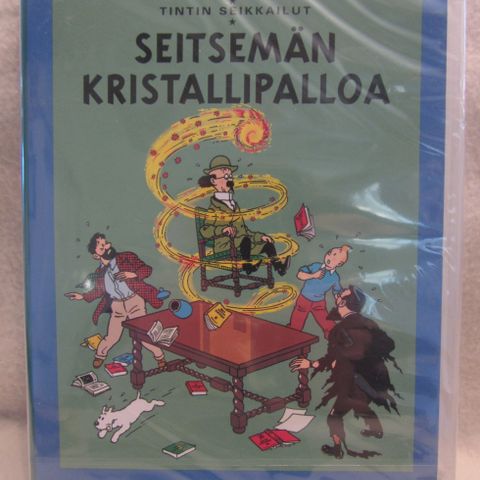 TINTIN SEIKKAILUT
SEITSEMÄN
KRISTALLIPALLOA